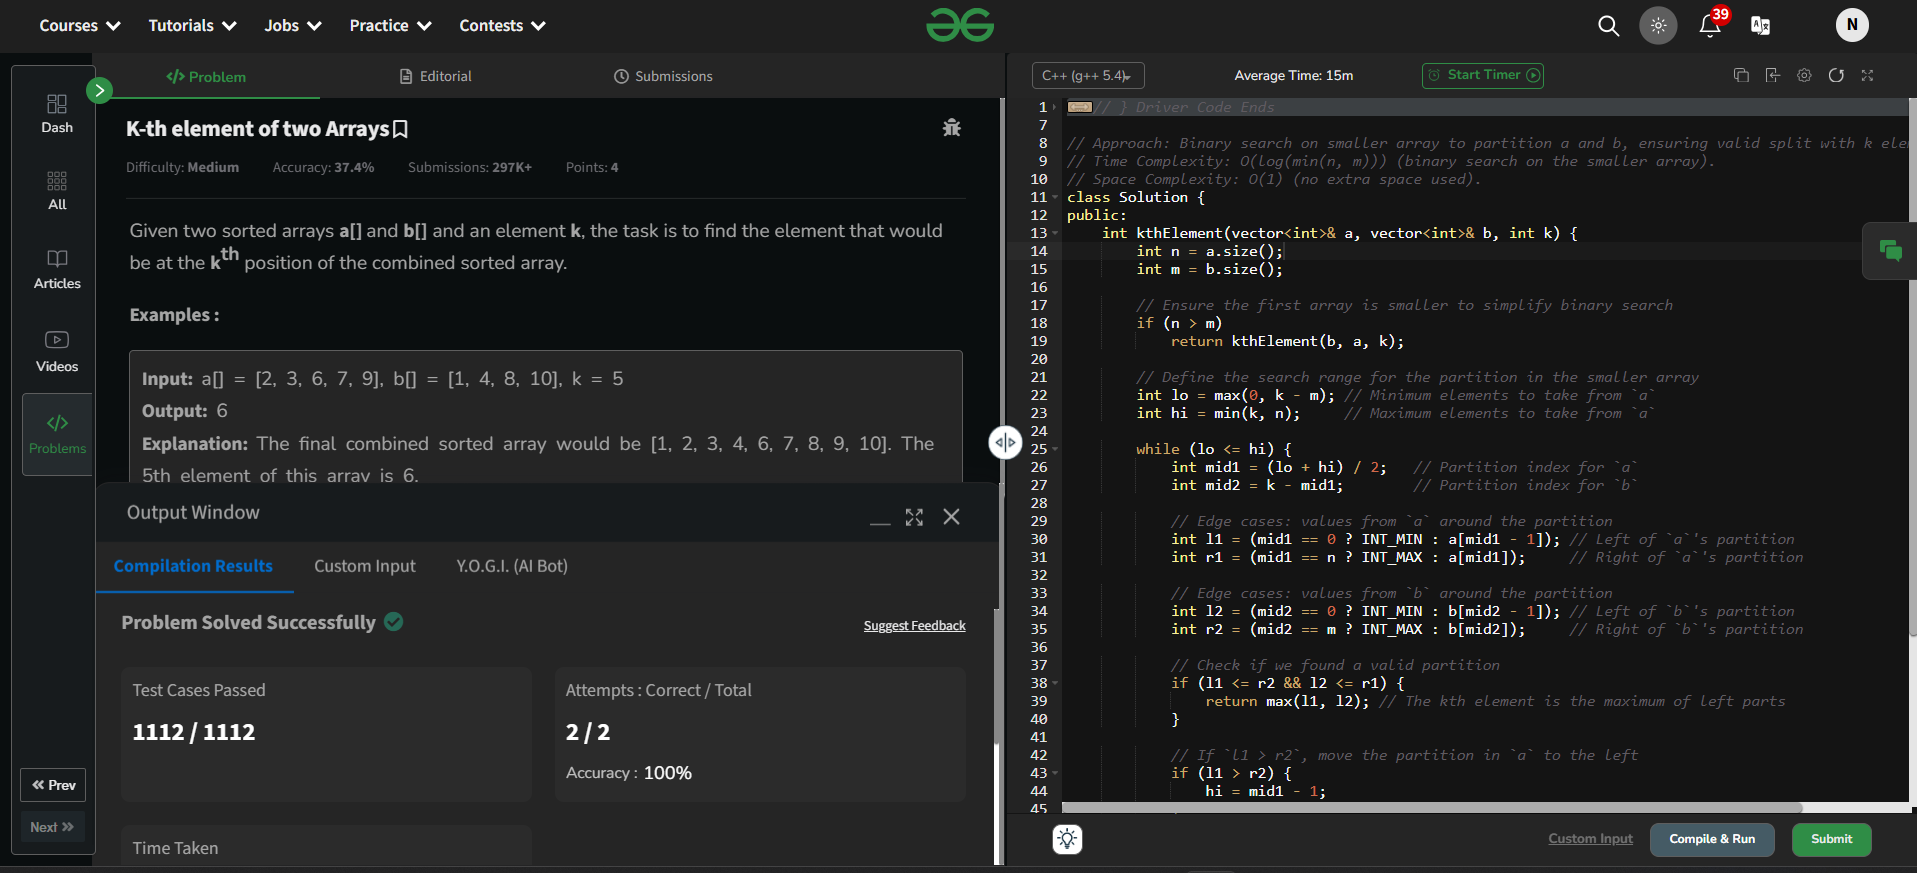 Courses Tutorials Jobs Practice Contests 39 N
Dash
All
Articles
Videos
Problems
Prev
Next
Problem Editorial Submissions
K-th element of two Arrays
Difficulty: Medium Accuracy: 37.4% Submissions: 297K+ Points: 4
Given two sorted arrays a[] and b[] and an element k, the task is to find the element that would
be at the kth position of the combined sorted array.
Examples :
Input: a[] = [2, 3, 6, 7, 9], b[] = [1, 4, 8, 10], k = 5
Output: 6
Explanation: The final combined sorted array would be [1, 2, 3, 4, 6, 7, 8, 9, 10]. The
5th element of this array is 6.
Output Window
Compilation Results Custom Input Y.O.G.I. (AI Bot)
Problem Solved Successfully
Suggest Feedback
Test Cases Passed
1112 / 1112
Attempts : Correct / Total
2 / 2
Accuracy : 100%
Time Taken
C++ (g++ 5.4) Average Time: 15m Start Timer
1 // } Driver Code Ends
7
8 // Approach: Binary search on smaller array to partition a and b, ensuring valid split with k ele
9 // Time Complexity: O(log(min(n, m))) (binary search on the smaller array).
10 // Space Complexity: O(1) (no extra space used).
11 class Solution {
12 public:
13 int kthElement(vector<int>& a, vector<int>& b, int k) {
14 int n = a.size();
15 int m = b.size();
16
17 // Ensure the first array is smaller to simplify binary search
18 if (n > m)
19 return kthElement(b, a, k);
20
21 // Define the search range for the partition in the smaller array
22 int lo = max(0, k - m); // Minimum elements to take from `a`
23 int hi = min(k, n); // Maximum elements to take from `a`
24
25 while (lo <= hi) {
26 int mid1 = (lo + hi) / 2; // Partition index for `a`
27 int mid2 = k - mid1; // Partition index for `b`
28
29 // Edge cases: values from `a` around the partition
30 int l1 = (mid1 == 0 ? INT_MIN : a[mid1 - 1]); // Left of `a`'s partition
31 int r1 = (mid1 == n ? INT_MAX : a[mid1]); // Right of `a`'s partition
32
33 // Edge cases: values from `b` around the partition
34 int l2 = (mid2 == 0 ? INT_MIN : b[mid2 - 1]); // Left of `b`'s partition
35 int r2 = (mid2 == m ? INT_MAX : b[mid2]); // Right of `b`'s partition
36
37 // Check if we found a valid partition
38 if (l1 <= r2 && l2 <= r1) {
39 return max(l1, l2); // The kth element is the maximum of left parts
40 }
41
42 // If `l1 > r2`, move the partition in `a` to the left
43 if (l1 > r2) {
44 hi = mid1 - 1;
45
Custom Input Compile & Run Submit